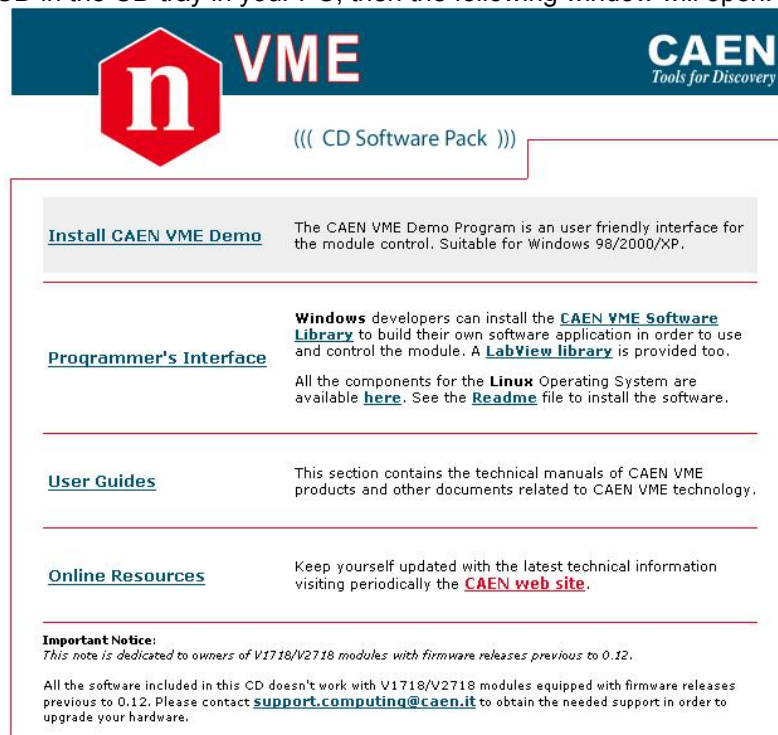 CD in the CD tray in your PC, then the following window will open:
n VME
CAEN
Tools for Discovery
((( CD Software Pack )))
Install CAEN VME Demo
The CAEN VME Demo Program is an user friendly interface for
the module control. Suitable for Windows 98/2000/XP.
Programmer's Interface
Windows developers can install the CAEN VME Software
Library to build their own software application in order to use
and control the module. A LabView library is provided too.
All the components for the Linux Operating System are
available here. See the Readme file to install the software.
User Guides
This section contains the technical manuals of CAEN VME
products and other documents related to CAEN VME technology.
Online Resources
Keep yourself updated with the latest technical information
visiting periodically the CAEN web site.
Important Notice:
This note is dedicated to owners of V1718/V2718 modules with firmware releases previous to 0.12.
All the software included in this CD doesn't work with V1718/V2718 modules equipped with firmware releases
previous to 0.12. Please contact support.computing@caen.it to obtain the needed support in order to
upgrade your hardware.